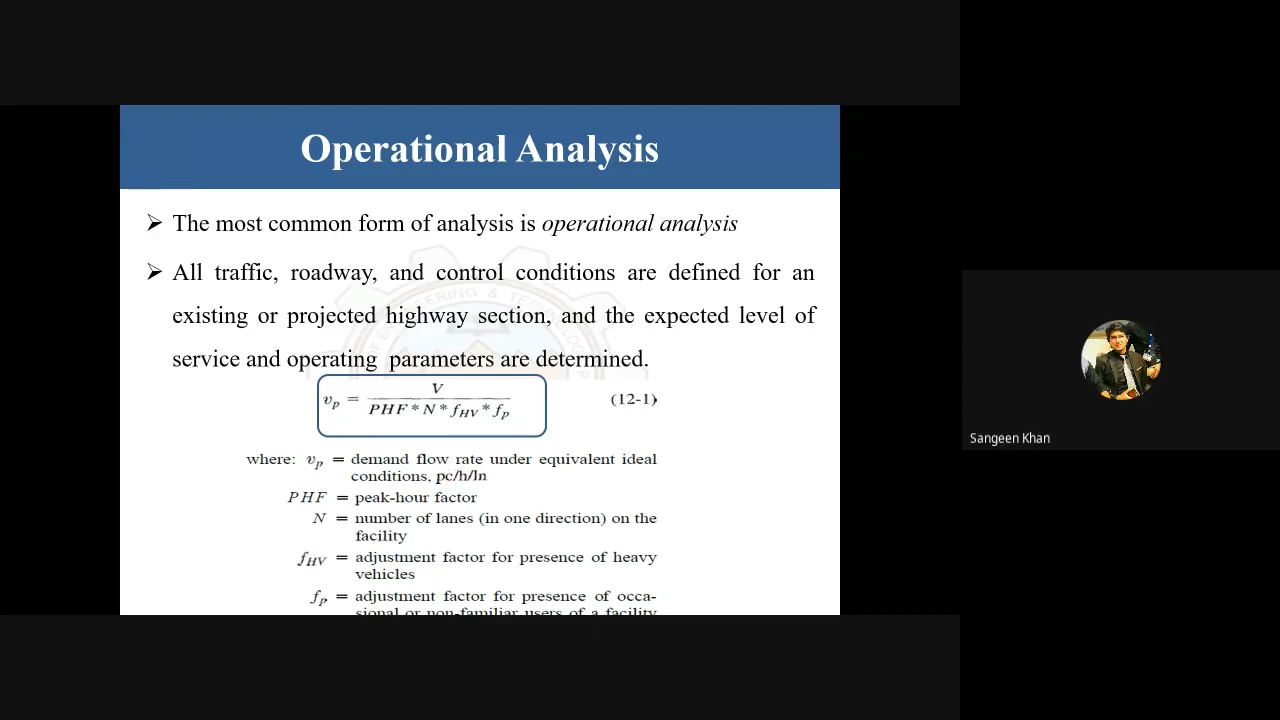 Operational Analysis
➢ The most common form of analysis is operational analysis
➢ All traffic, roadway, and control conditions are defined for an
existing or projected highway section, and the expected level of
service and operating parameters are determined.
v_p = V / (PHF * N * f_HV * f_p) (12-1)
where: v_p = demand flow rate under equivalent ideal
conditions, pc/h/ln
PHF = peak-hour factor
N = number of lanes (in one direction) on the
facility
f_HV = adjustment factor for presence of heavy
vehicles
f_p = adjustment factor for presence of occa-
sional or non-familiar users of a facility
Sangeen Khan